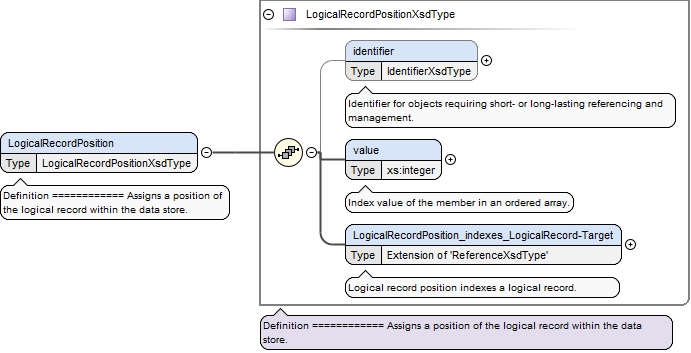 LogicalRecordPositionXsdType
identifier
Type IdentifierXsdType
Identifier for objects requiring short- or long-lasting referencing and
management.
LogicalRecordPosition
Type LogicalRecordPositionXsdType
Definition ============ Assigns a position of
the logical record within the data store.
value
Type xs:integer
Index value of the member in an ordered array.
LogicalRecordPosition_indexes_LogicalRecord-Target
Type Extension of 'ReferenceXsdType'
Logical record position indexes a logical record.
Definition ============ Assigns a position of the logical record within the data
store.